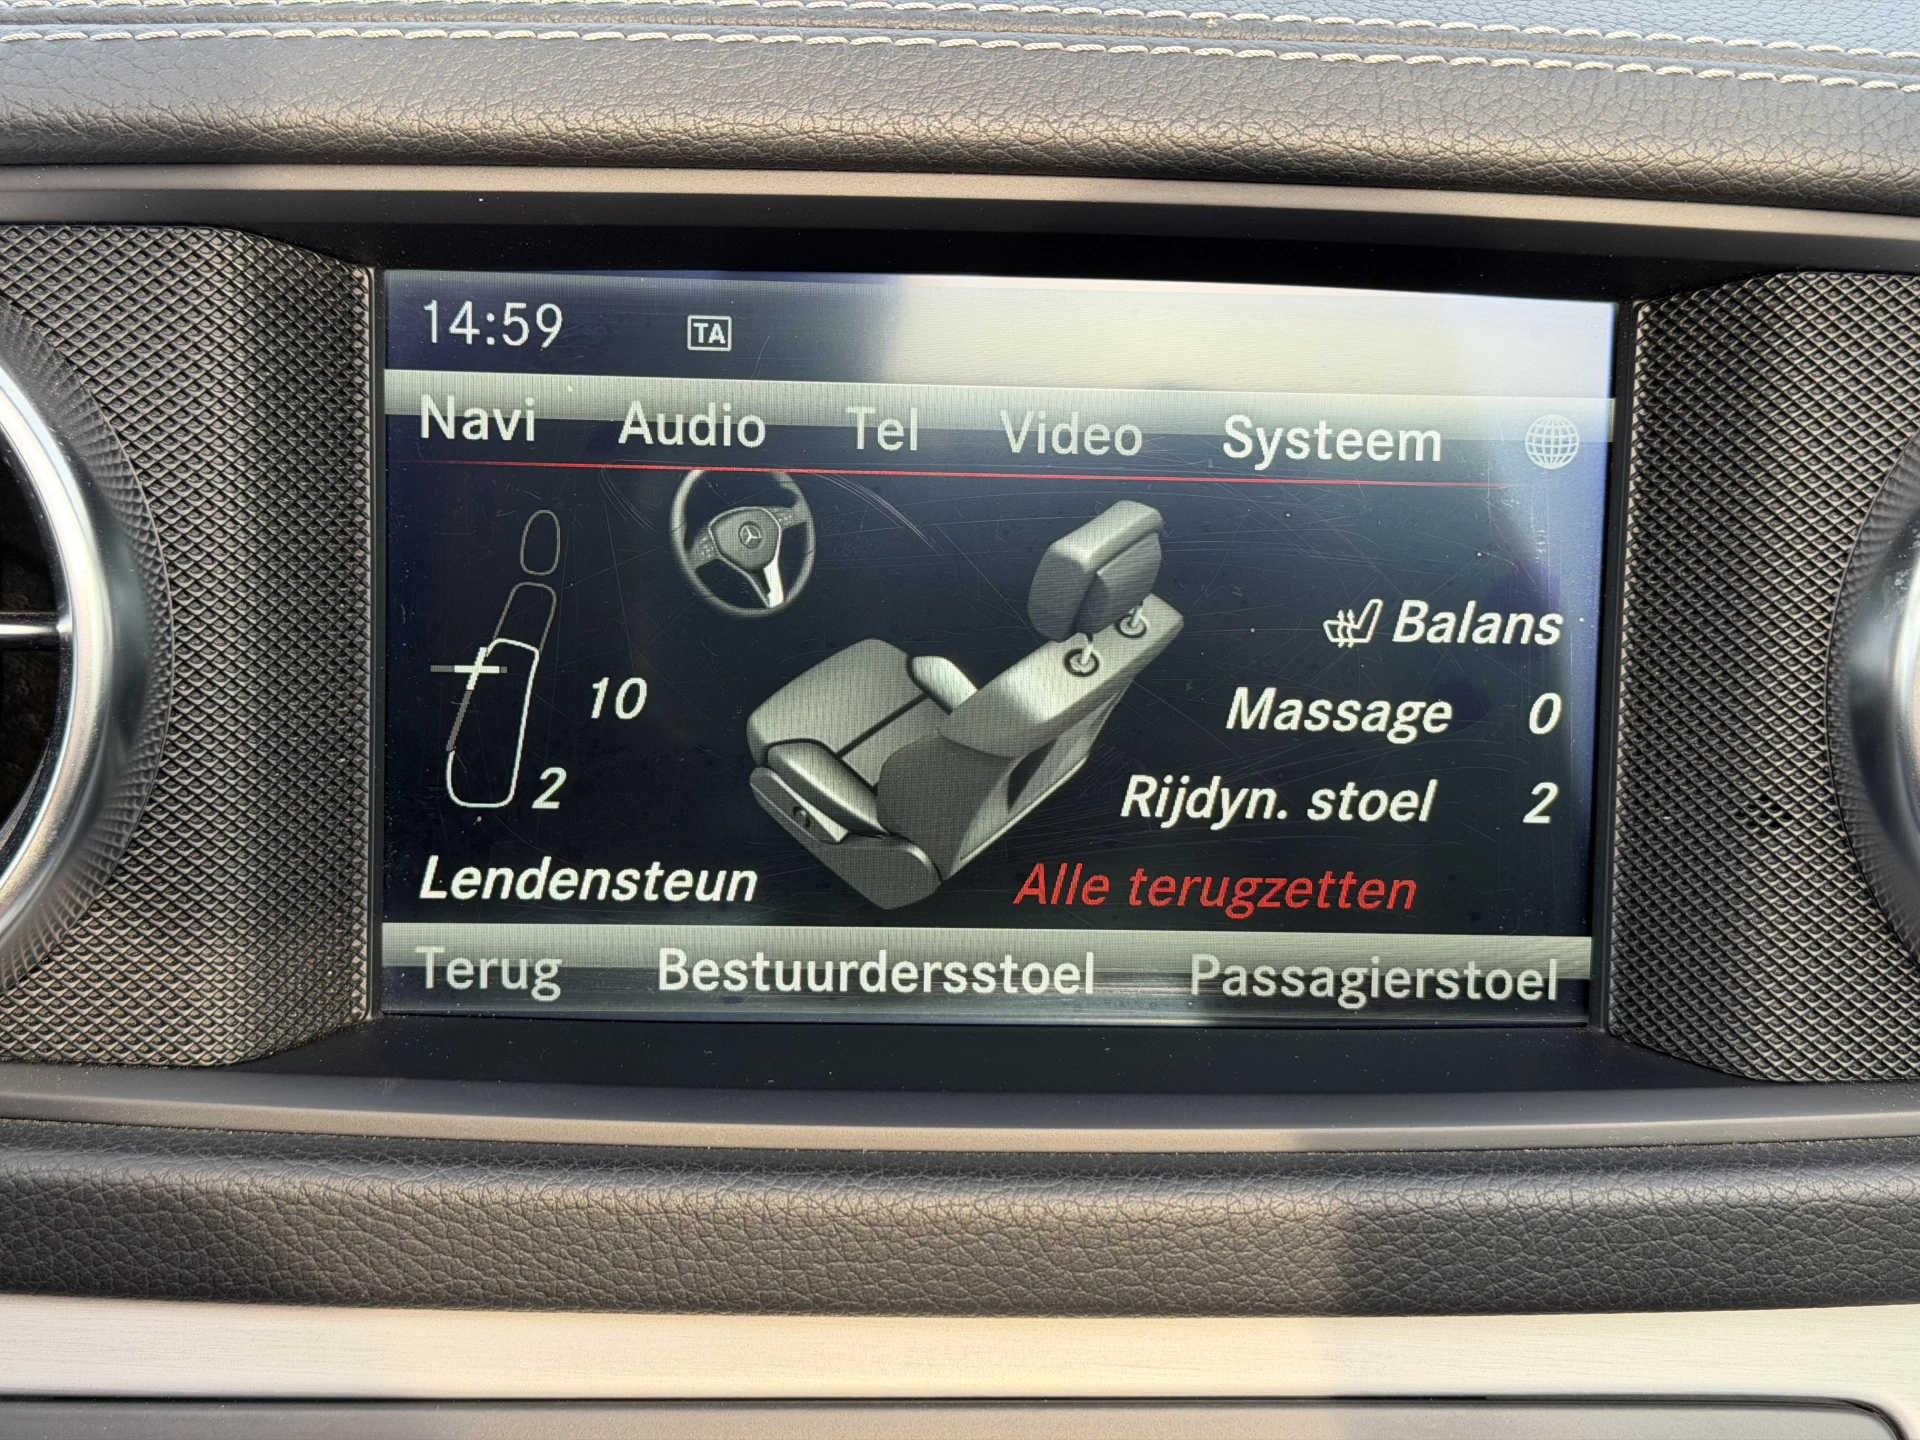 14:59 TA
Navi Audio Tel Video Systeem
Balans
10 Massage 0
2 Rijdyn. stoel 2
Lendensteun Alle terugzetten
Terug Bestuurdersstoel Passagierstoel